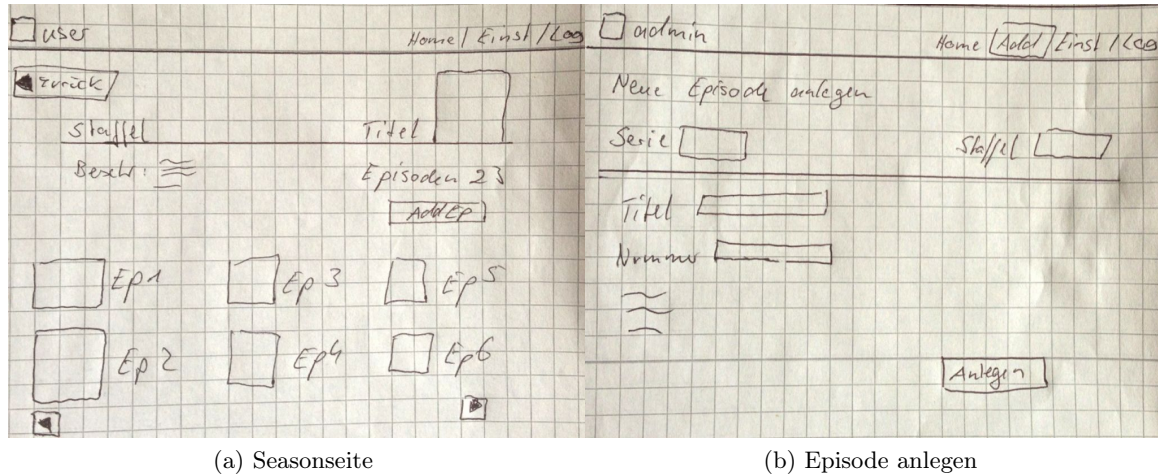 user Home / Einst / Log
zurück
Staffel Titel
Beschr:
Episoden 23
Add Ep
Ep 1 Ep 3 Ep 5
Ep 2 Ep 4 Ep 6
admin Home Add / Einst / Log
Neue Episode anlegen
Serie Staffel
Titel
Nummer
Anlegen
(a) Seasonseite
(b) Episode anlegen